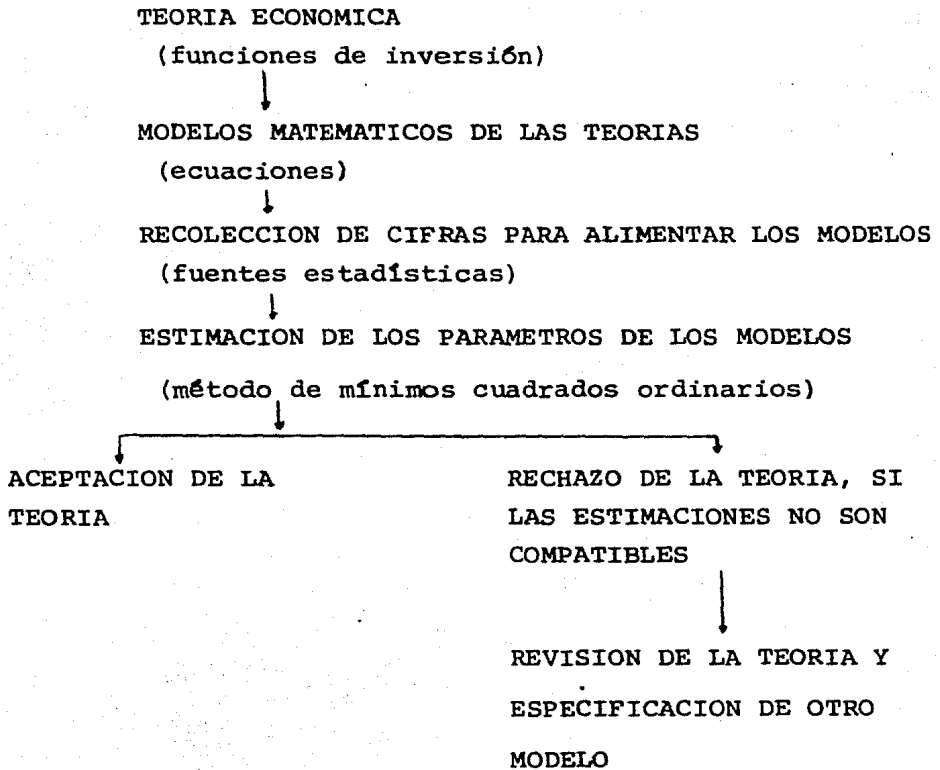 TEORIA ECONOMICA
(funciones de inversión)
MODELOS MATEMATICOS DE LAS TEORIAS
(ecuaciones)
RECOLECCION DE CIFRAS PARA ALIMENTAR LOS MODELOS
(fuentes estadísticas)
ESTIMACION DE LOS PARAMETROS DE LOS MODELOS
(método de mínimos cuadrados ordinarios)
ACEPTACION DE LA
TEORIA
RECHAZO DE LA TEORIA, SI
LAS ESTIMACIONES NO SON
COMPATIBLES
REVISION DE LA TEORIA Y
ESPECIFICACION DE OTRO
MODELO